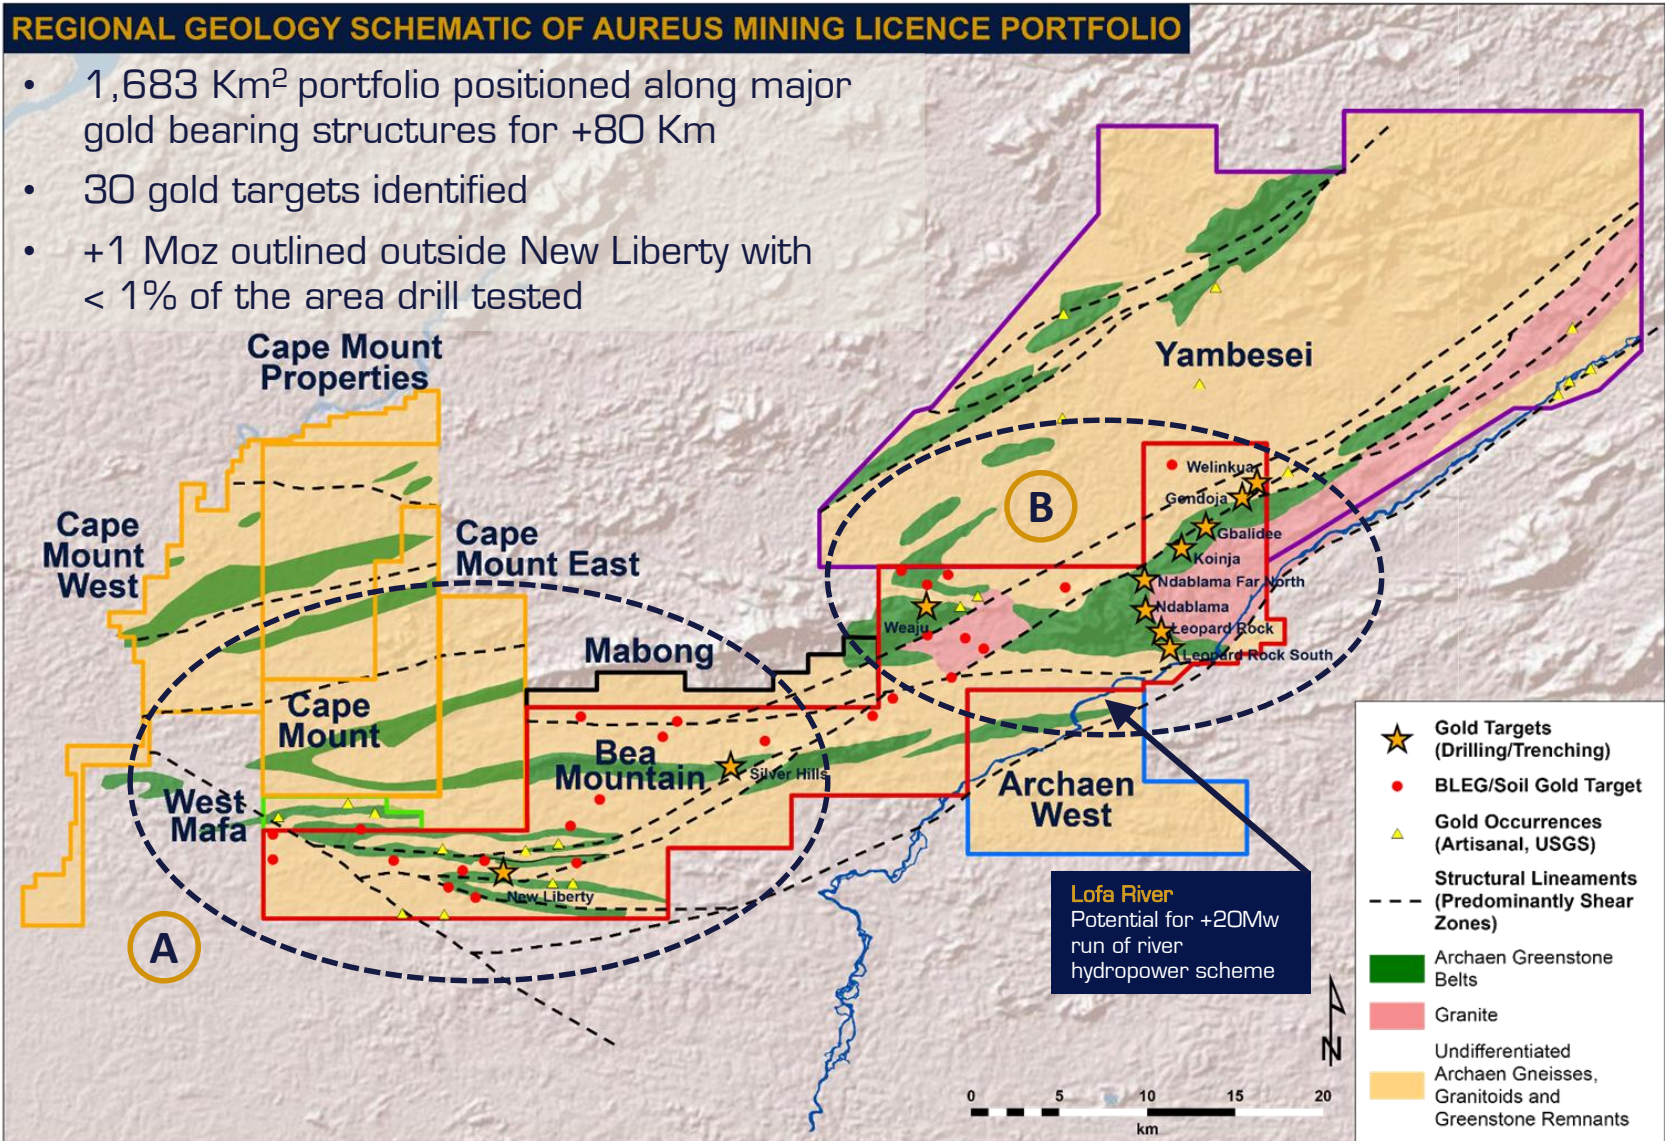 REGIONAL GEOLOGY SCHEMATIC OF AUREUS MINING LICENCE PORTFOLIO
• 1,683 Km² portfolio positioned along major
gold bearing structures for +80 Km
• 30 gold targets identified
• +1 Moz outlined outside New Liberty with
< 1% of the area drill tested
Cape Mount
Properties
Yambesei
Cape
Mount
West
Cape
Mount East
B
Welinkua
Gondoja
Gbalidee
Koinja
Ndablama Far North
Ndablama
Weaju
Leopard Rock
Leopard Rock South
Mabong
Cape
Mount
Bea
Mountain
Silver Hills
West
Mafa
Archaen
West
New Liberty
A
Lofa River
Potential for +20Mw
run of river
hydropower scheme
Gold Targets
(Drilling/Trenching)
BLEG/Soil Gold Target
Gold Occurrences
(Artisanal, USGS)
Structural Lineaments
(Predominantly Shear
Zones)
Archaen Greenstone
Belts
Granite
Undifferentiated
Archaen Gneisses,
Granitoids and
Greenstone Remnants
N
0 5 10 15 20
km